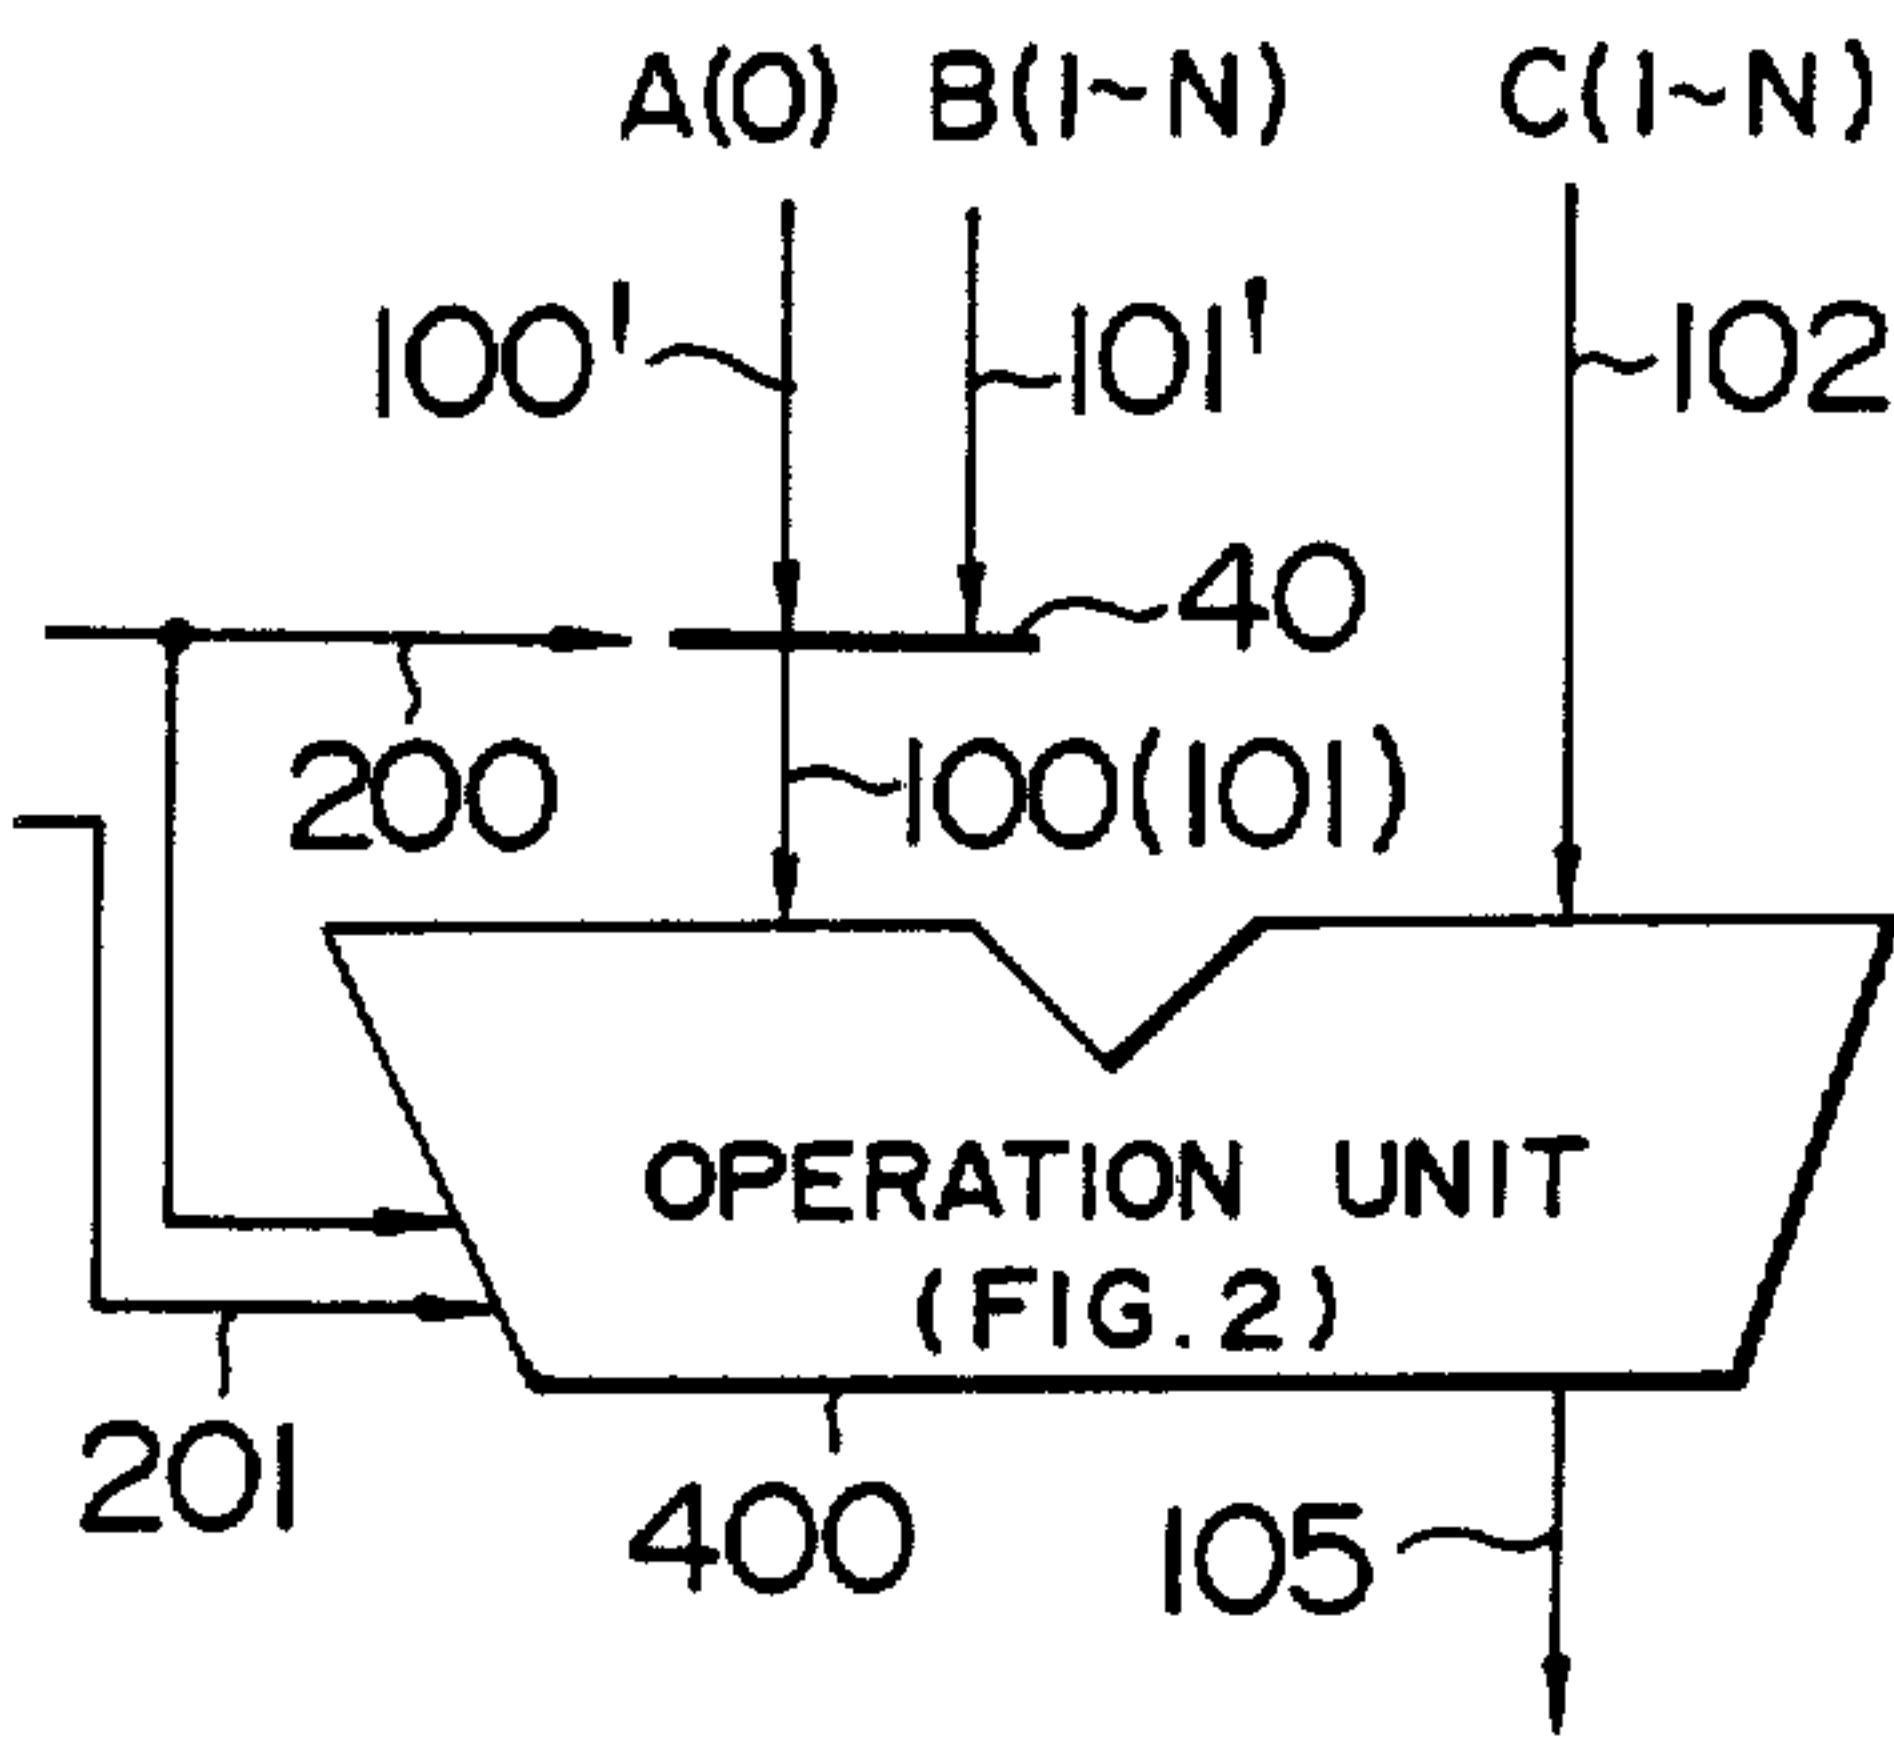 A(0) B(1~N) C(1~N)
100' 101' 102
40
200 100(101)
OPERATION UNIT
(FIG.2)
201 400 105